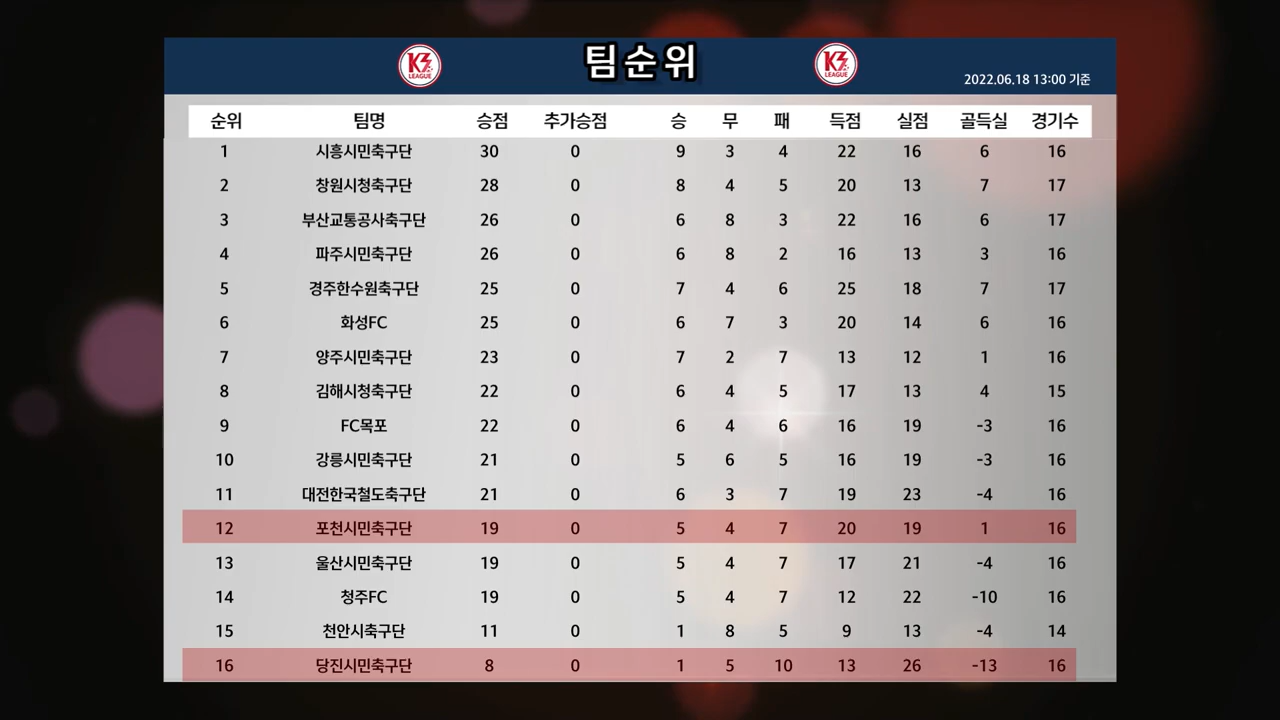 K3 LEAGUE 팀순위 K3 LEAGUE 2022.06.18 13:00 기준
순위 팀명 승점 추가승점 승 무 패 득점 실점 골득실 경기수
1 시흥시민축구단 30 0 9 3 4 22 16 6 16
2 창원시청축구단 28 0 8 4 5 20 13 7 17
3 부산교통공사축구단 26 0 6 8 3 22 16 6 17
4 파주시민축구단 26 0 6 8 2 16 13 3 16
5 경주한수원축구단 25 0 7 4 6 25 18 7 17
6 화성FC 25 0 6 7 3 20 14 6 16
7 양주시민축구단 23 0 7 2 7 13 12 1 16
8 김해시청축구단 22 0 6 4 5 17 13 4 15
9 FC목포 22 0 6 4 6 16 19 -3 16
10 강릉시민축구단 21 0 5 6 5 16 19 -3 16
11 대전한국철도축구단 21 0 6 3 7 19 23 -4 16
12 포천시민축구단 19 0 5 4 7 20 19 1 16
13 울산시민축구단 19 0 5 4 7 17 21 -4 16
14 청주FC 19 0 5 4 7 12 22 -10 16
15 천안시축구단 11 0 1 8 5 9 13 -4 14
16 당진시민축구단 8 0 1 5 10 13 26 -13 16